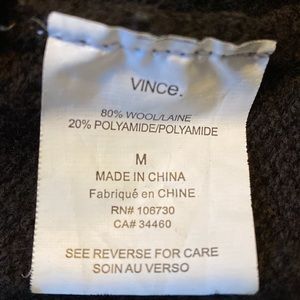 VINCe.
80% WOOL/LAINE
20% POLYAMIDE/POLYAMIDE
M
MADE IN CHINA
Fabriqué en CHINE
RN# 106730
CA# 34460
SEE REVERSE FOR CARE
SOIN AU VERSO